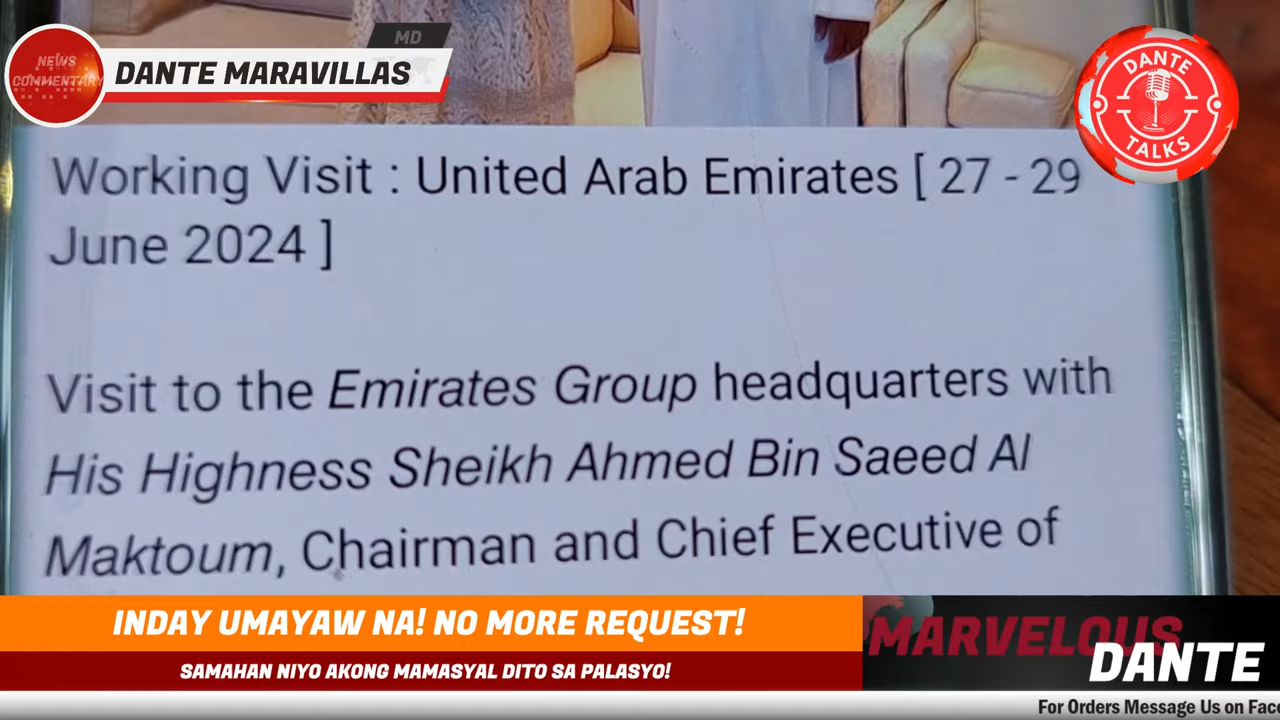 NEWS
COMMENTARY
MD
DANTE MARAVILLAS
DANTE
TALKS
Working Visit : United Arab Emirates [ 27 - 29
June 2024 ]
Visit to the Emirates Group headquarters with
His Highness Sheikh Ahmed Bin Saeed Al
Maktoum, Chairman and Chief Executive of
INDAY UMAYAW NA! NO MORE REQUEST!
SAMAHAN NIYO AKONG MAMASYAL DITO SA PALASYO!
MARVELOUS
DANTE
For Orders Message Us on Fac